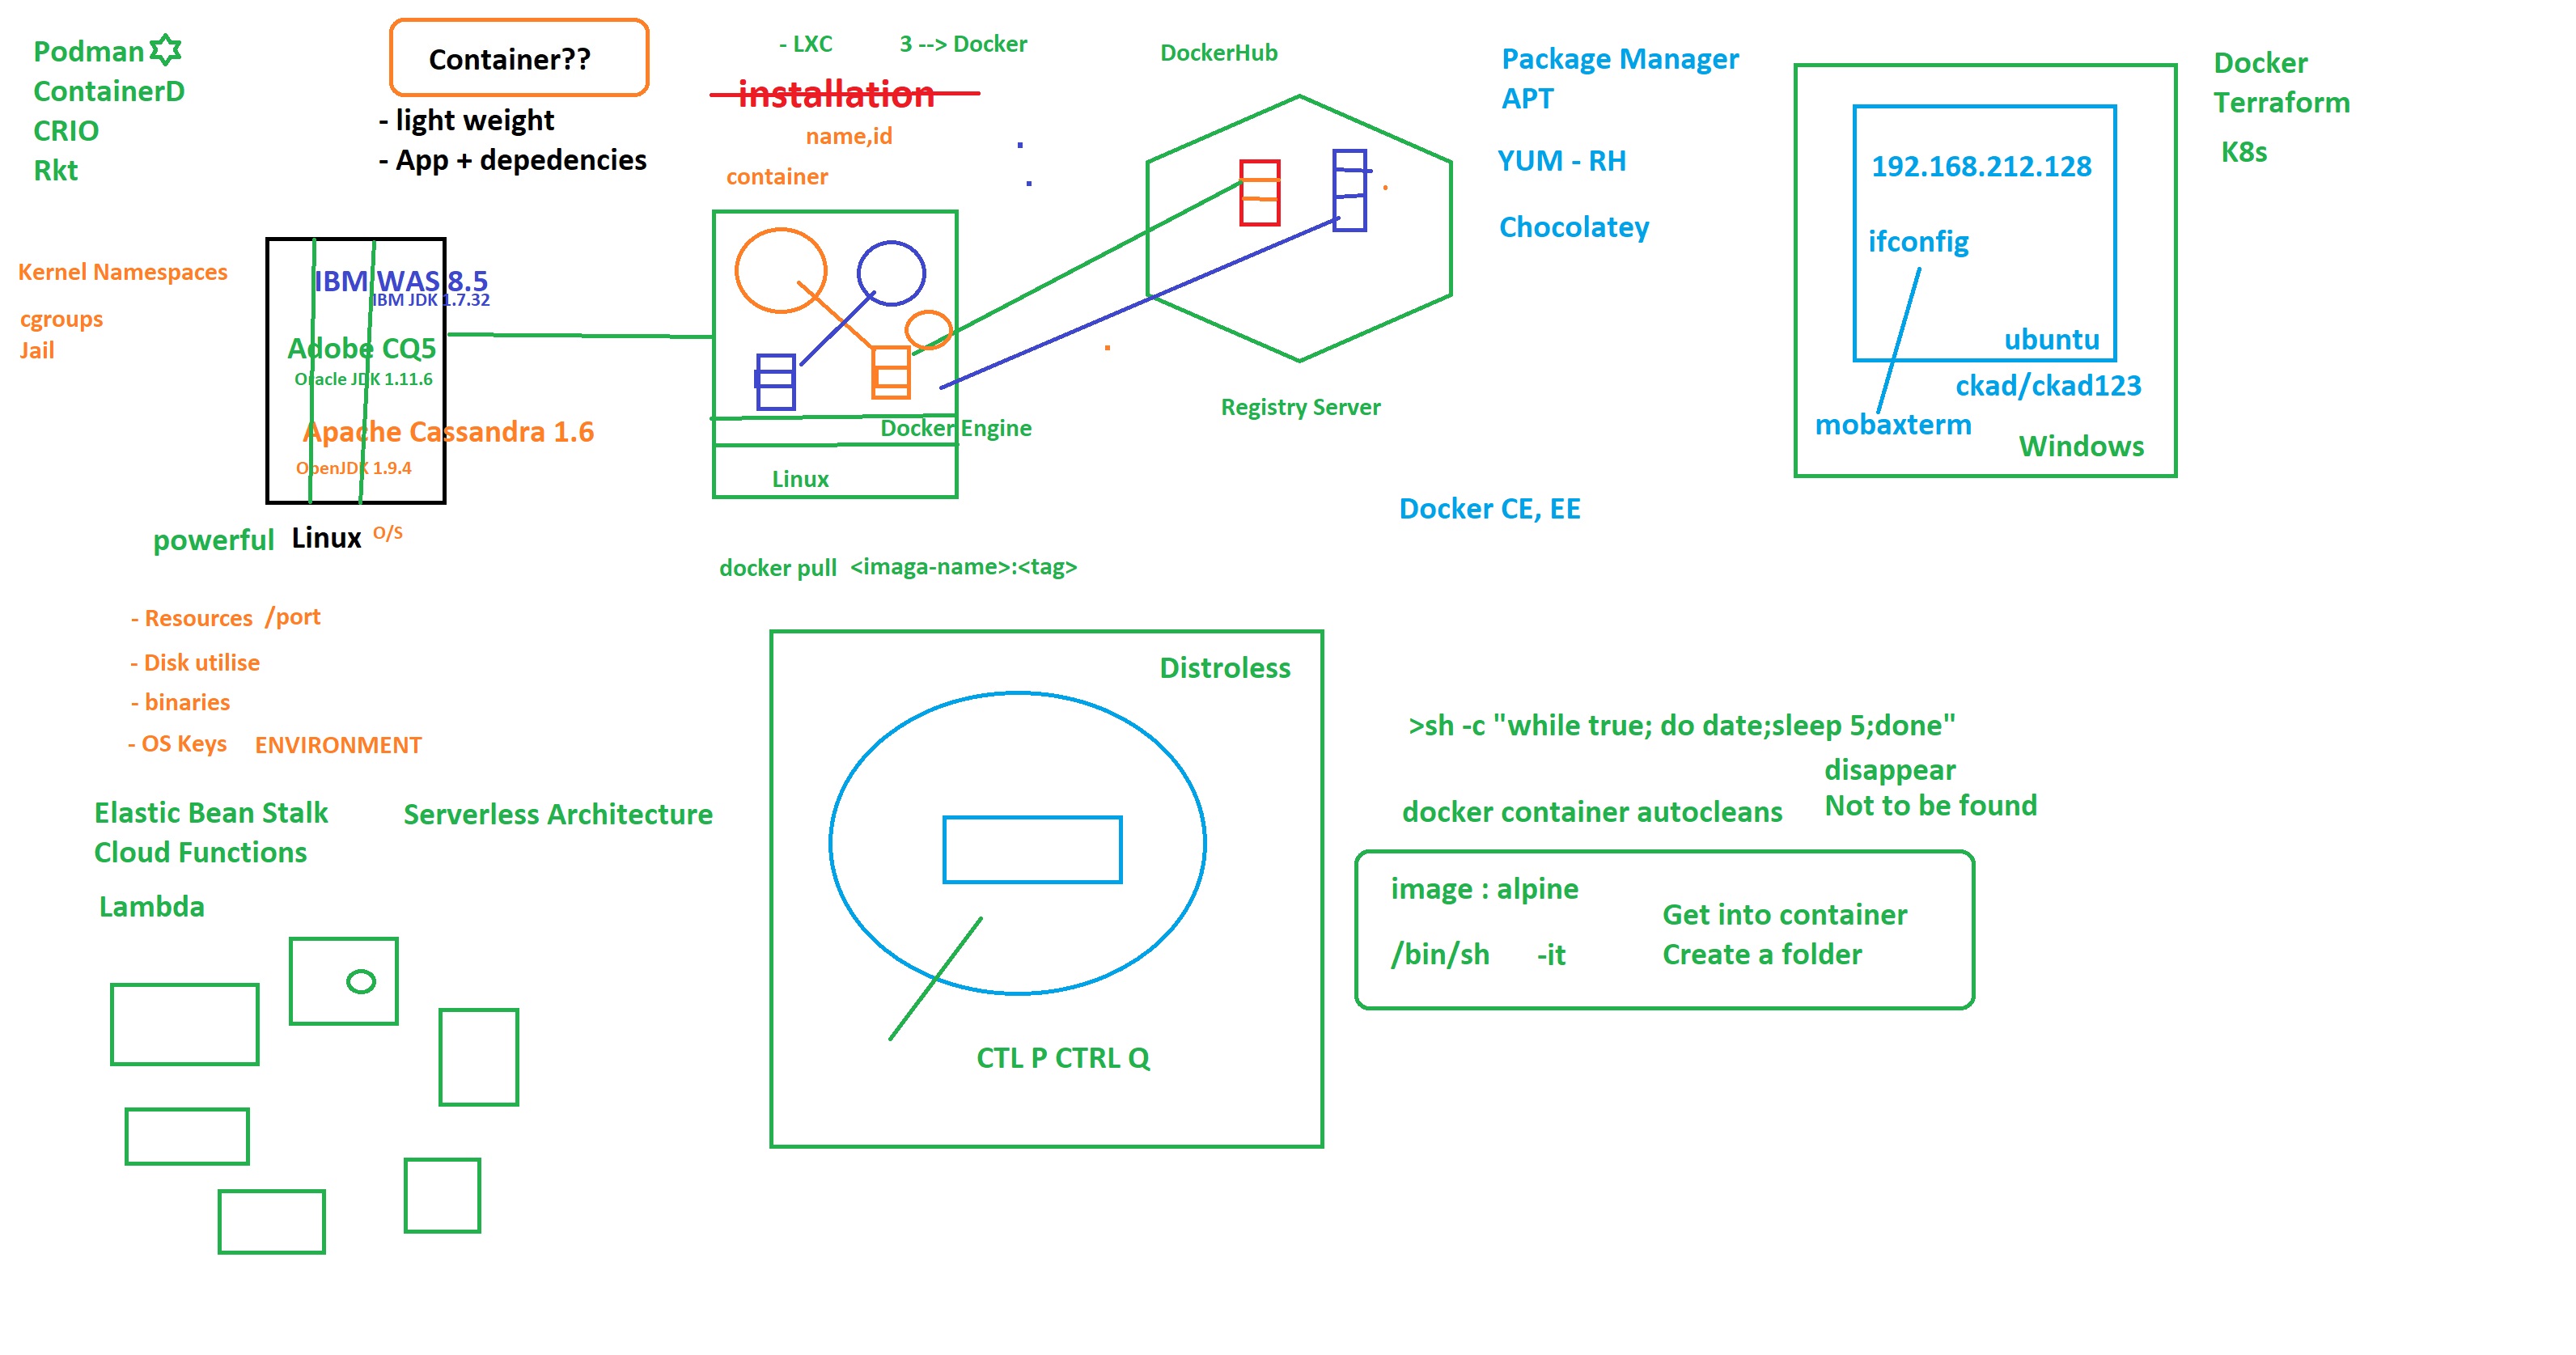 Podman
ContainerD
CRIO
Rkt
Container??
- light weight
- App + depedencies
- LXC
3 --> Docker
installation
name,id
container
DockerHub
Package Manager
APT
YUM - RH
Chocolatey
192.168.212.128
ifconfig
ubuntu
ckad/ckad123
mobaxterm
Windows
Docker
Terraform
K8s
Kernel Namespaces
cgroups
Jail
IBM WAS 8.5
IBM JDK 1.7.32
Adobe CQ5
Oracle JDK 1.11.6
Apache Cassandra 1.6
OpenJDK 1.9.4
powerful Linux O/S
Docker Engine
Linux
Registry Server
Docker CE, EE
docker pull <imaga-name>:<tag>
- Resources /port
- Disk utilise
- binaries
- OS Keys ENVIRONMENT
Elastic Bean Stalk
Cloud Functions
Lambda
Serverless Architecture
Distroless
CTL P CTRL Q
>sh -c "while true; do date;sleep 5;done"
disappear
Not to be found
docker container autocleans
image : alpine
/bin/sh -it
Get into container
Create a folder